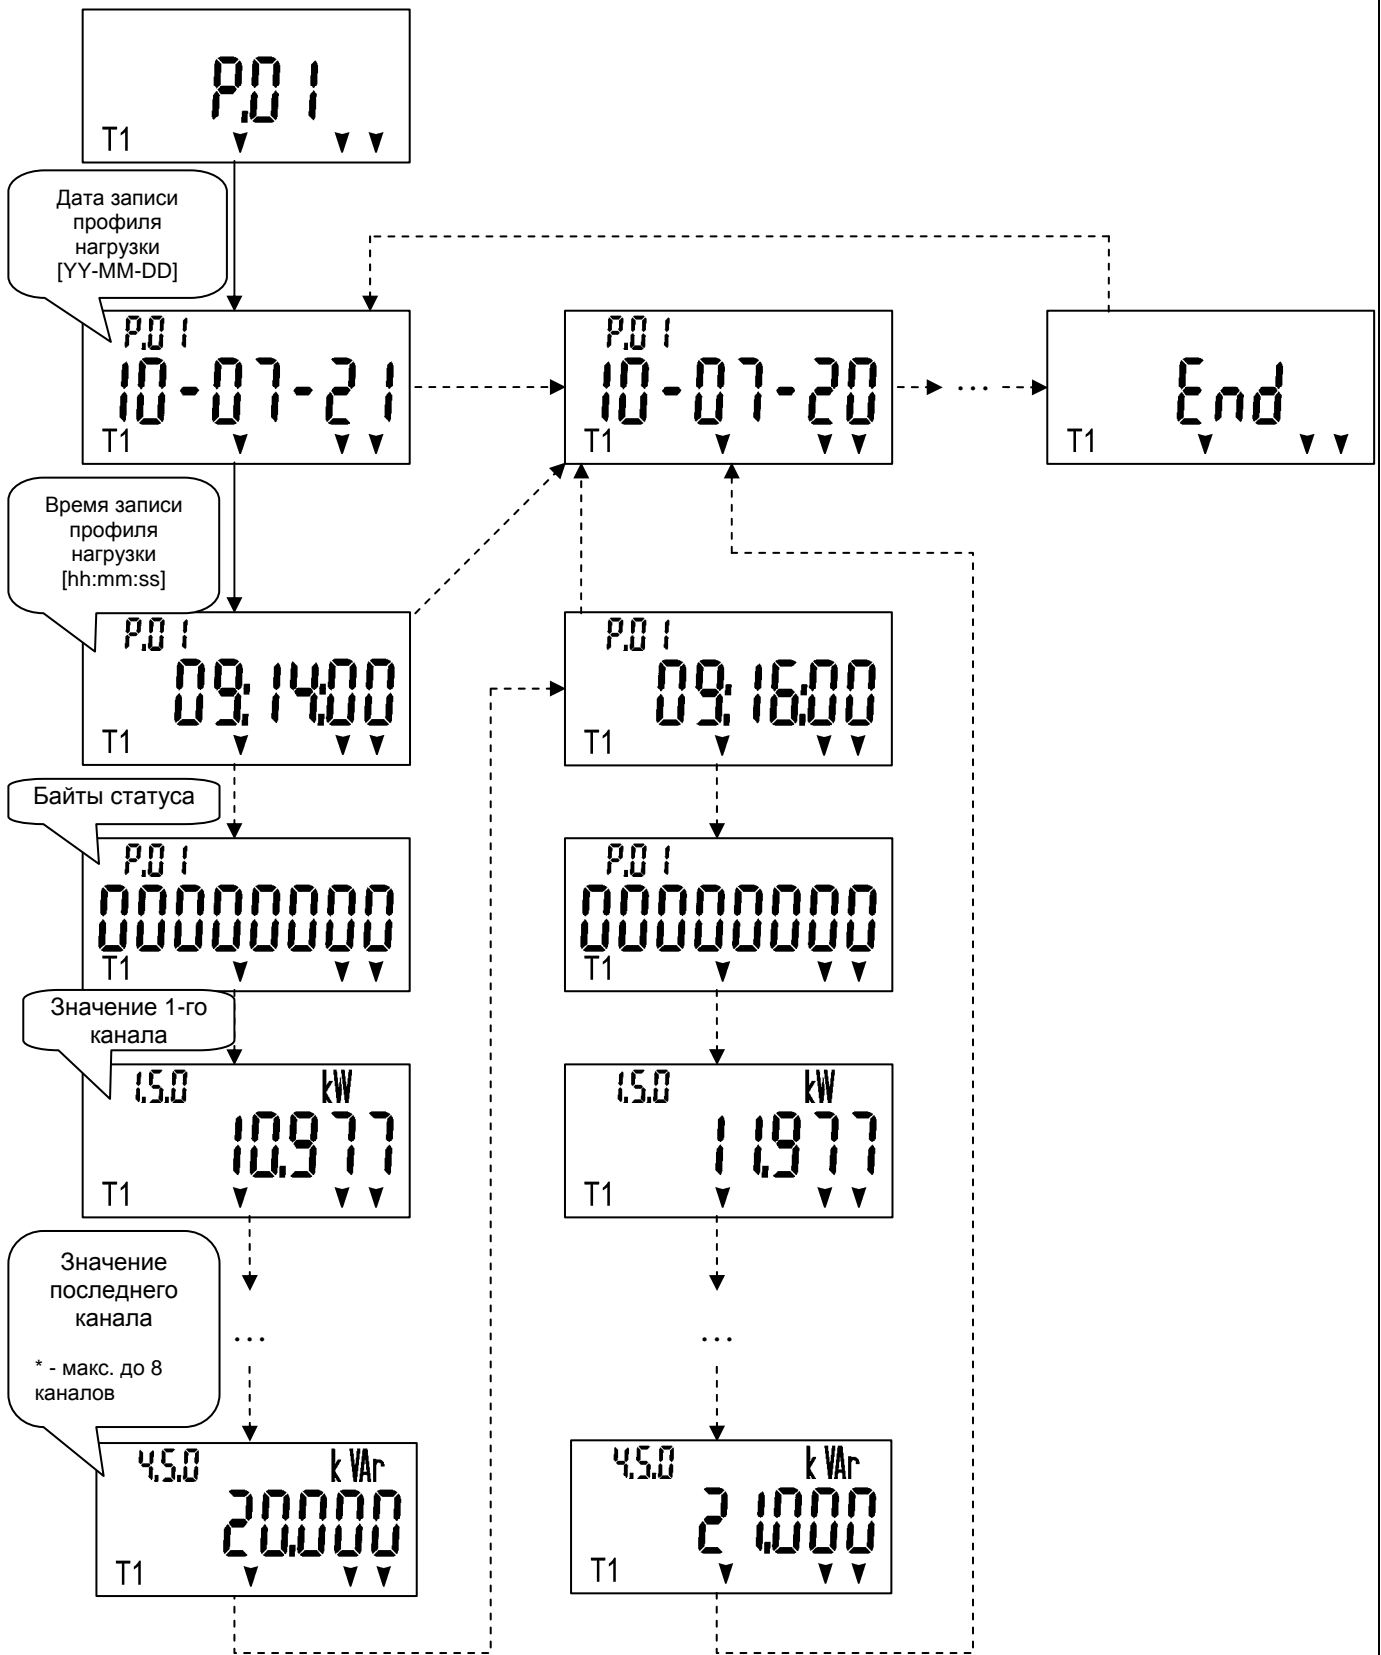 P.01
T1
Дата записи
профиля
нагрузки
[YY-MM-DD]
P.01
10-07-21
T1
P.01
10-07-20
T1
...
End
T1
Время записи
профиля
нагрузки
[hh:mm:ss]
P.01
09:14:00
T1
P.01
09:16:00
T1
Байты статуса
P.01
00000000
T1
P.01
00000000
T1
Значение 1-го
канала
1.5.0 kW
10.977
T1
1.5.0 kW
11.977
T1
Значение
последнего
канала
* - макс. до 8
каналов
...
...
4.5.0 k VAr
20.000
T1
4.5.0 k VAr
21.000
T1